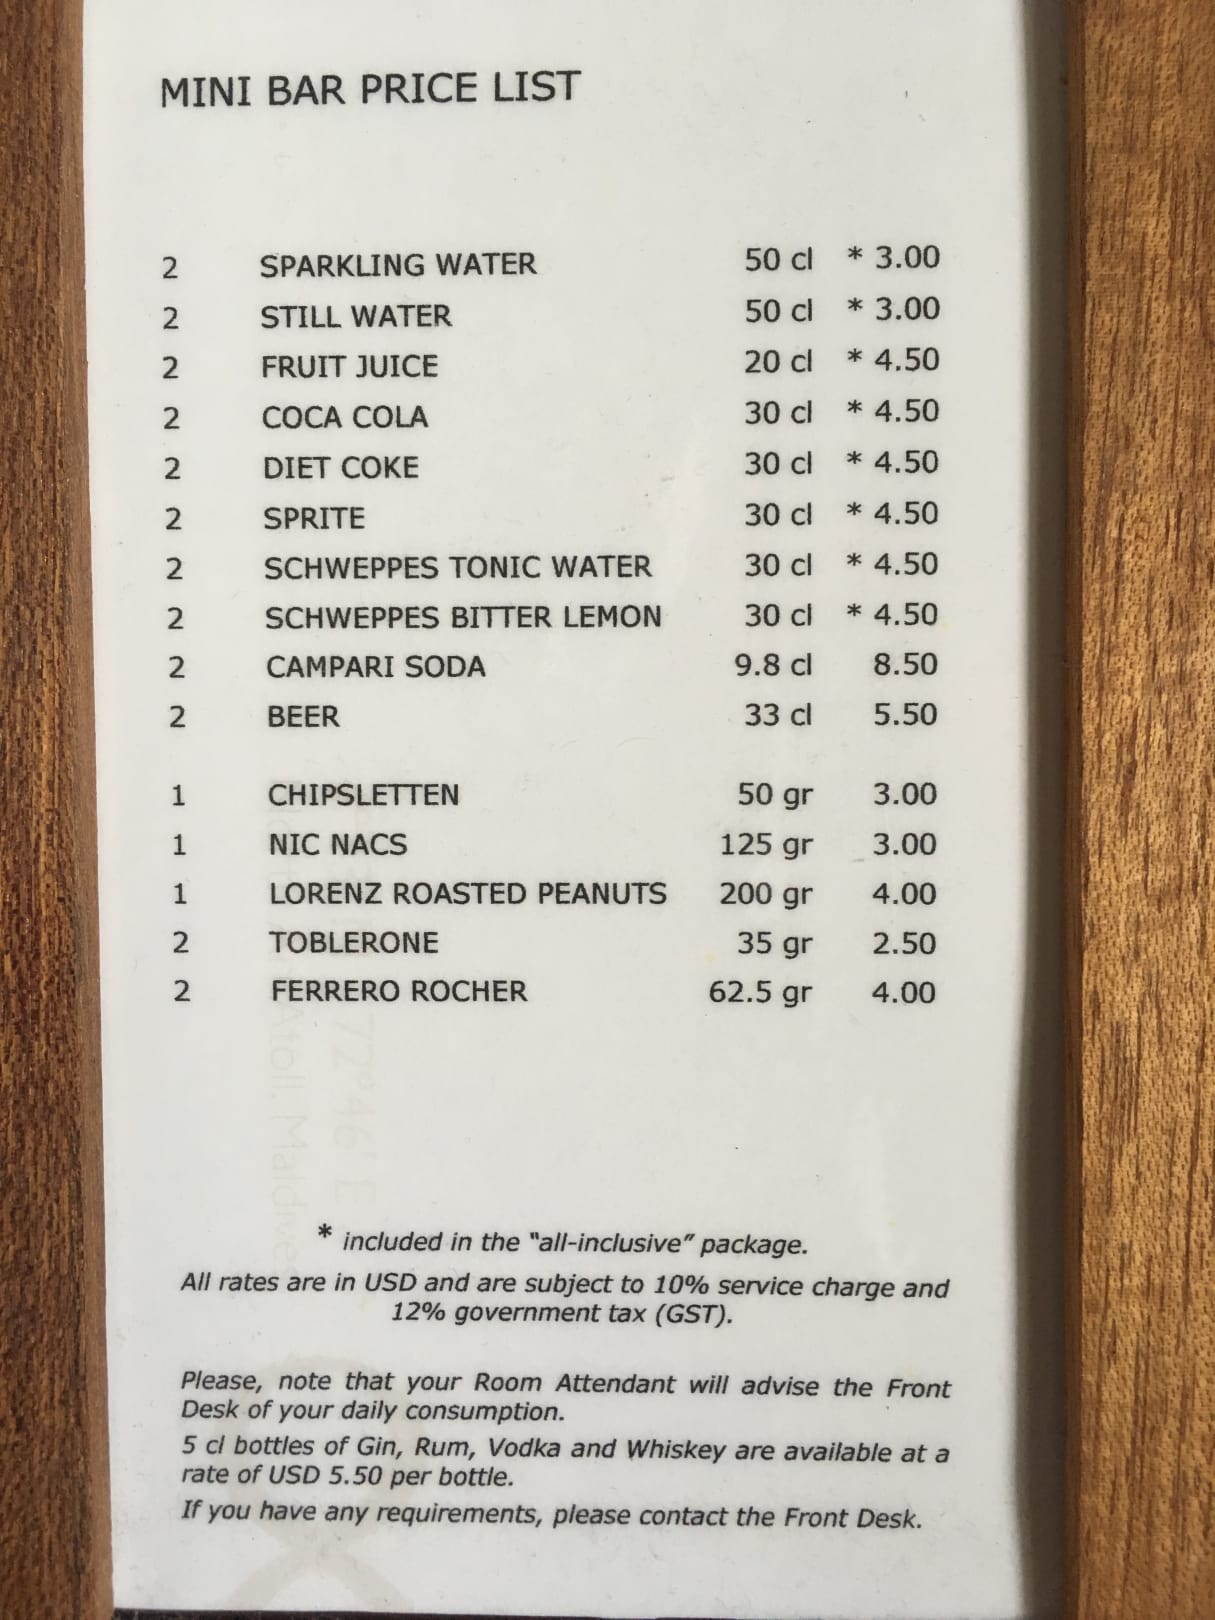 MINI BAR PRICE LIST
2 SPARKLING WATER 50 cl * 3.00
2 STILL WATER 50 cl * 3.00
2 FRUIT JUICE 20 cl * 4.50
2 COCA COLA 30 cl * 4.50
2 DIET COKE 30 cl * 4.50
2 SPRITE 30 cl * 4.50
2 SCHWEPPES TONIC WATER 30 cl * 4.50
2 SCHWEPPES BITTER LEMON 30 cl * 4.50
2 CAMPARI SODA 9.8 cl 8.50
2 BEER 33 cl 5.50
1 CHIPSLETTEN 50 gr 3.00
1 NIC NACS 125 gr 3.00
1 LORENZ ROASTED PEANUTS 200 gr 4.00
2 TOBLERONE 35 gr 2.50
2 FERRERO ROCHER 62.5 gr 4.00
* included in the "all-inclusive" package.
All rates are in USD and are subject to 10% service charge and
12% government tax (GST).
Please, note that your Room Attendant will advise the Front
Desk of your daily consumption.
5 cl bottles of Gin, Rum, Vodka and Whiskey are available at a
rate of USD 5.50 per bottle.
If you have any requirements, please contact the Front Desk.
72°46' E
Atoll. Maldives